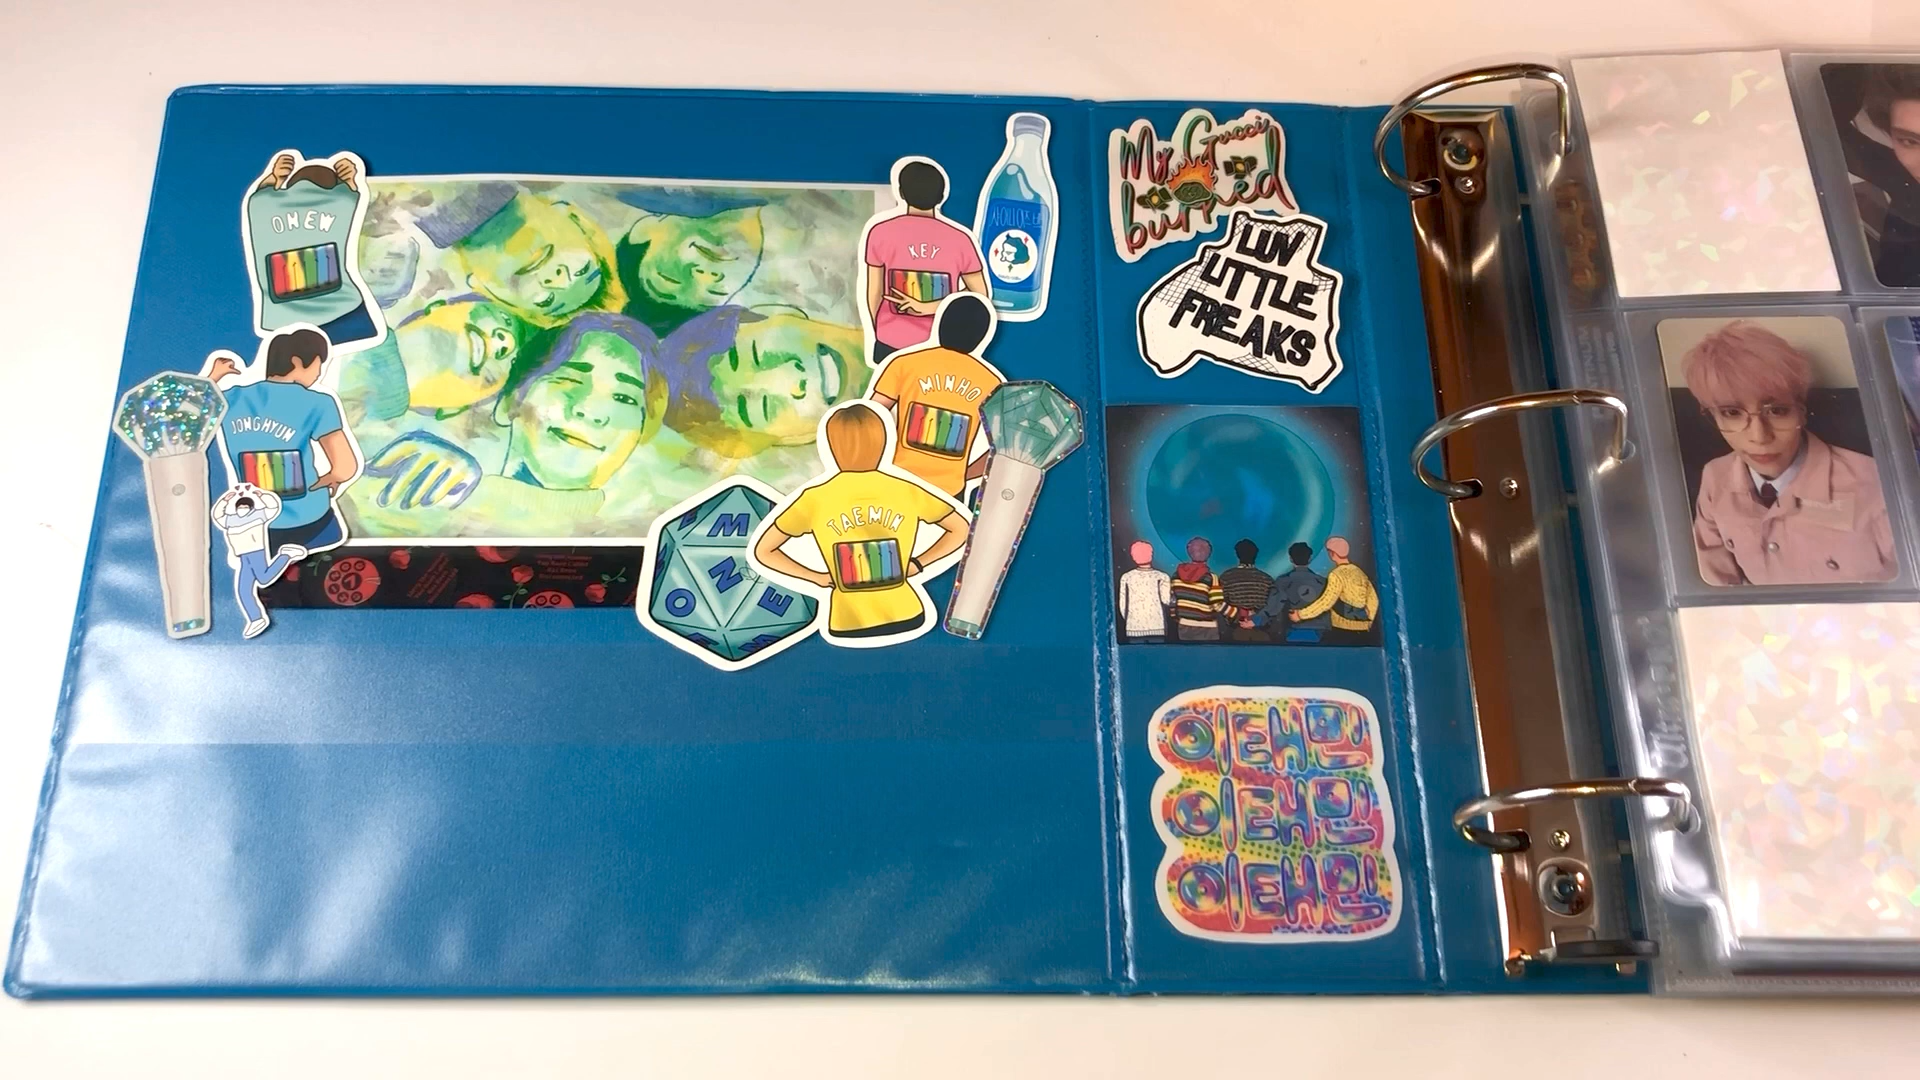 ONEW
KEY
JONGHYUN
MINHO
TAEMIN
M
N
O
E
My Gucci
burned
LUV
LITTLE
FREAKS
이태민
이태민
이태민